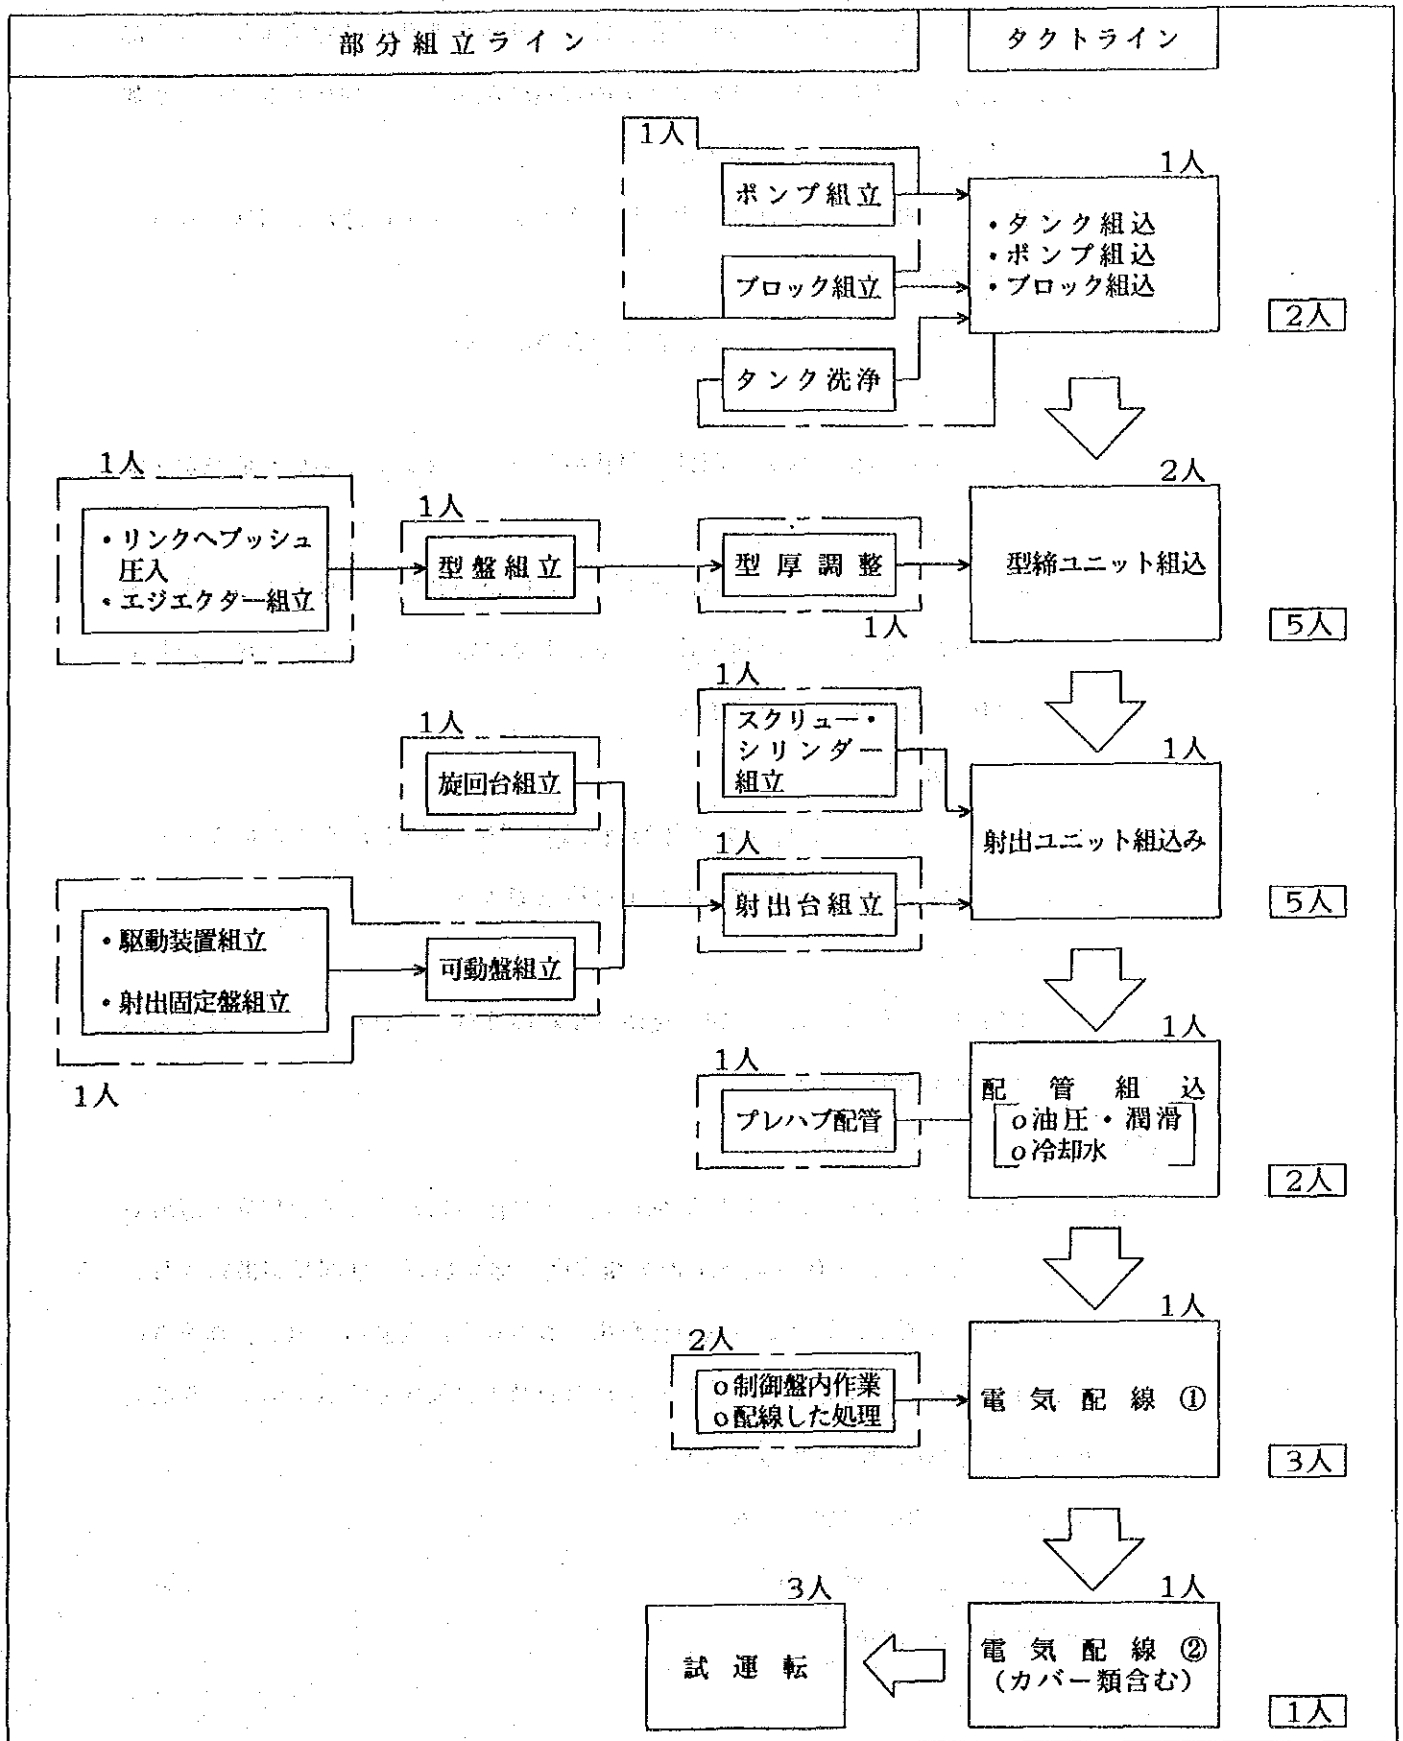 部分組立ライン
タクトライン
1人
ポンプ組立
ブロック組立
タンク洗浄
1人
・タンク組込
・ポンプ組込
・ブロック組込
2人
1人
・リンクへブッシュ
圧入
・エジエクター組立
1人
型盤組立
型厚調整
1人
2人
型締ユニット組込
5人
1人
スクリュー・
シリンダー
組立
1人
旋回台組立
1人
射出ユニット組込み
5人
1人
射出台組立
・駆動装置組立
・射出固定盤組立
1人
可動盤組立
1人
プレハブ配管
1人
配管組込
o油圧・潤滑
o冷却水
2人
2人
o制御盤内作業
o配線した処理
1人
電気配線①
3人
3人
試運転
1人
電気配線②
(カバー類含む)
1人